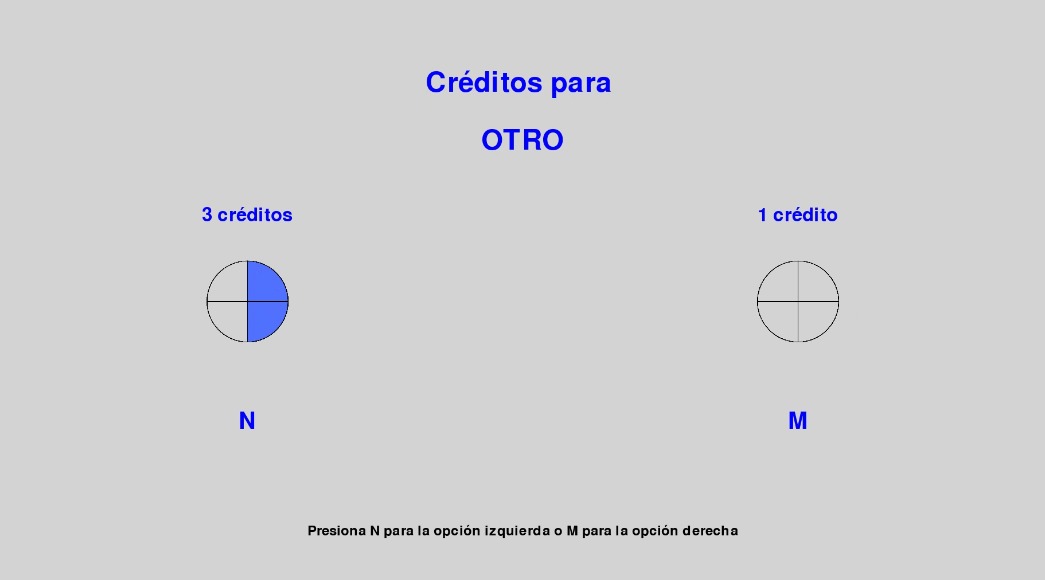 Créditos para
OTRO
3 créditos
1 crédito
N
M
Presiona N para la opción izquierda o M para la opción derecha